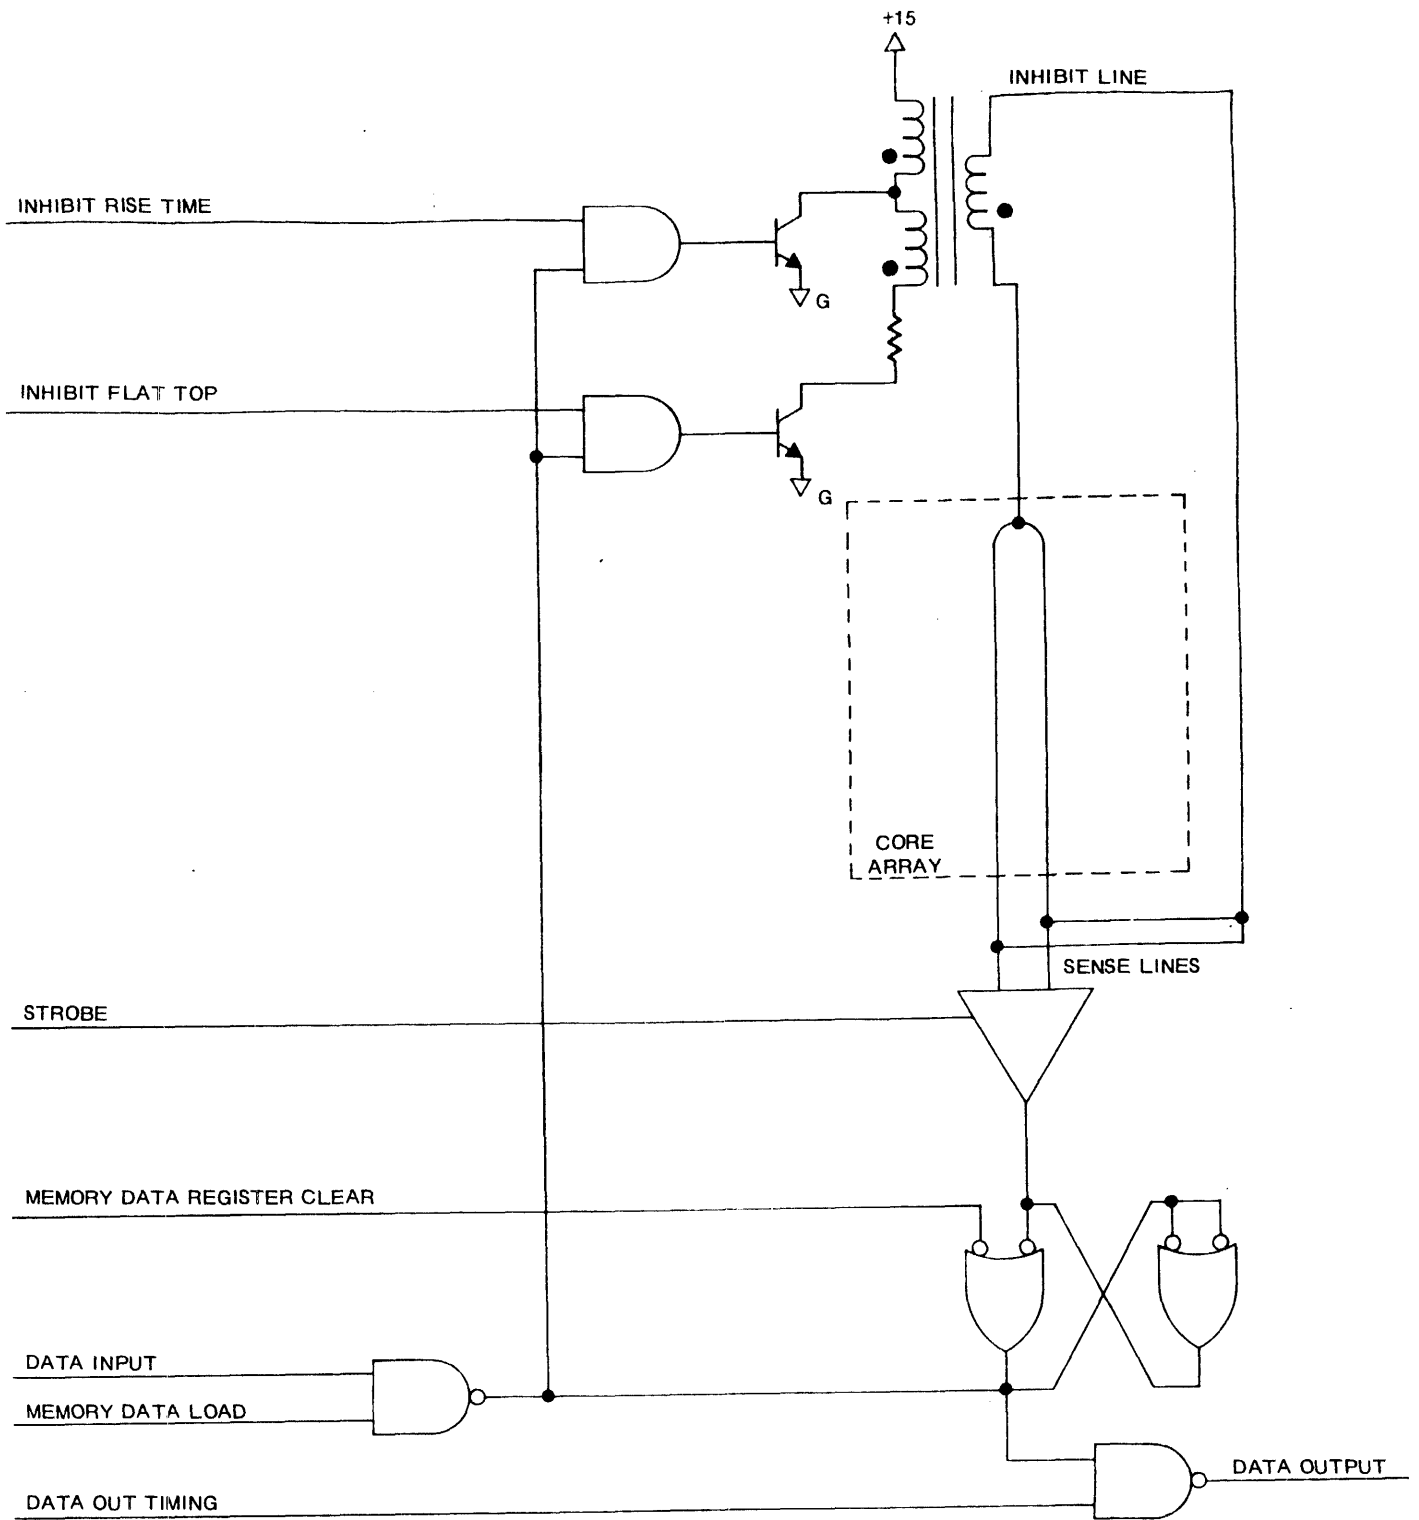 +15
INHIBIT LINE
INHIBIT RISE TIME
G
INHIBIT FLAT TOP
G
CORE
ARRAY
SENSE LINES
STROBE
MEMORY DATA REGISTER CLEAR
DATA INPUT
MEMORY DATA LOAD
DATA OUTPUT
DATA OUT TIMING